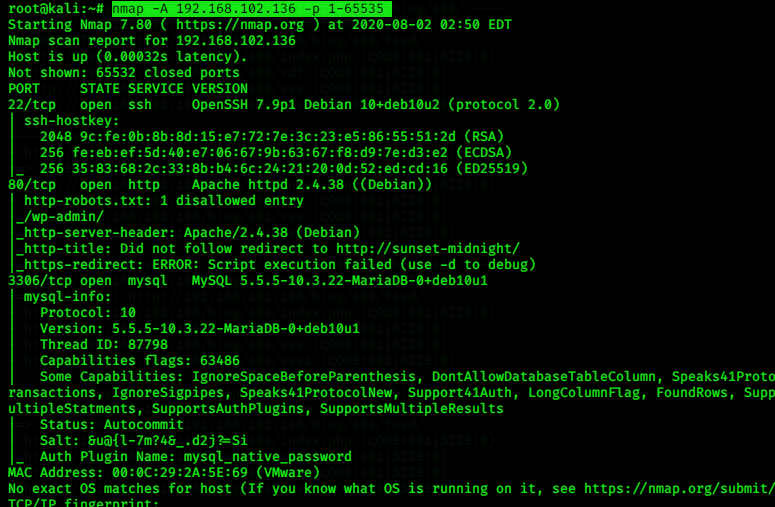 root@kali:~# nmap -A 192.168.102.136 -p 1-65535
Starting Nmap 7.80 ( https://nmap.org ) at 2020-08-02 02:50 EDT
Nmap scan report for 192.168.102.136
Host is up (0.00032s latency).
Not shown: 65532 closed ports
PORT     STATE SERVICE VERSION
22/tcp   open  ssh     OpenSSH 7.9p1 Debian 10+deb10u2 (protocol 2.0)
| ssh-hostkey:
|   2048 9c:fe:0b:8b:8d:15:e7:72:7e:3c:23:e5:86:55:51:2d (RSA)
|   256 fe:eb:ef:5d:40:e7:06:67:9b:63:67:f8:d9:7e:d3:e2 (ECDSA)
|_  256 35:83:68:2c:33:8b:b4:6c:24:21:20:0d:52:ed:cd:16 (ED25519)
80/tcp   open  http    Apache httpd 2.4.38 ((Debian))
| http-robots.txt: 1 disallowed entry
|_/wp-admin/
|_http-server-header: Apache/2.4.38 (Debian)
|_http-title: Did not follow redirect to http://sunset-midnight/
|_https-redirect: ERROR: Script execution failed (use -d to debug)
3306/tcp open  mysql   MySQL 5.5.5-10.3.22-MariaDB-0+deb10u1
| mysql-info:
|   Protocol: 10
|   Version: 5.5.5-10.3.22-MariaDB-0+deb10u1
|   Thread ID: 87798
|   Capabilities flags: 63486
|   Some Capabilities: IgnoreSpaceBeforeParenthesis, DontAllowDatabaseTableColumn, Speaks41Proto
ransactions, IgnoreSigpipes, Speaks41ProtocolNew, Support41Auth, LongColumnFlag, FoundRows, Supp
ultipleStatments, SupportsAuthPlugins, SupportsMultipleResults
|   Status: Autocommit
|   Salt: &u@{l-7m?4&_.d2j?=Si
|_  Auth Plugin Name: mysql_native_password
MAC Address: 00:0C:29:2A:5E:69 (VMware)
No exact OS matches for host (If you know what OS is running on it, see https://nmap.org/submit/
TCP/IP fingerprint: